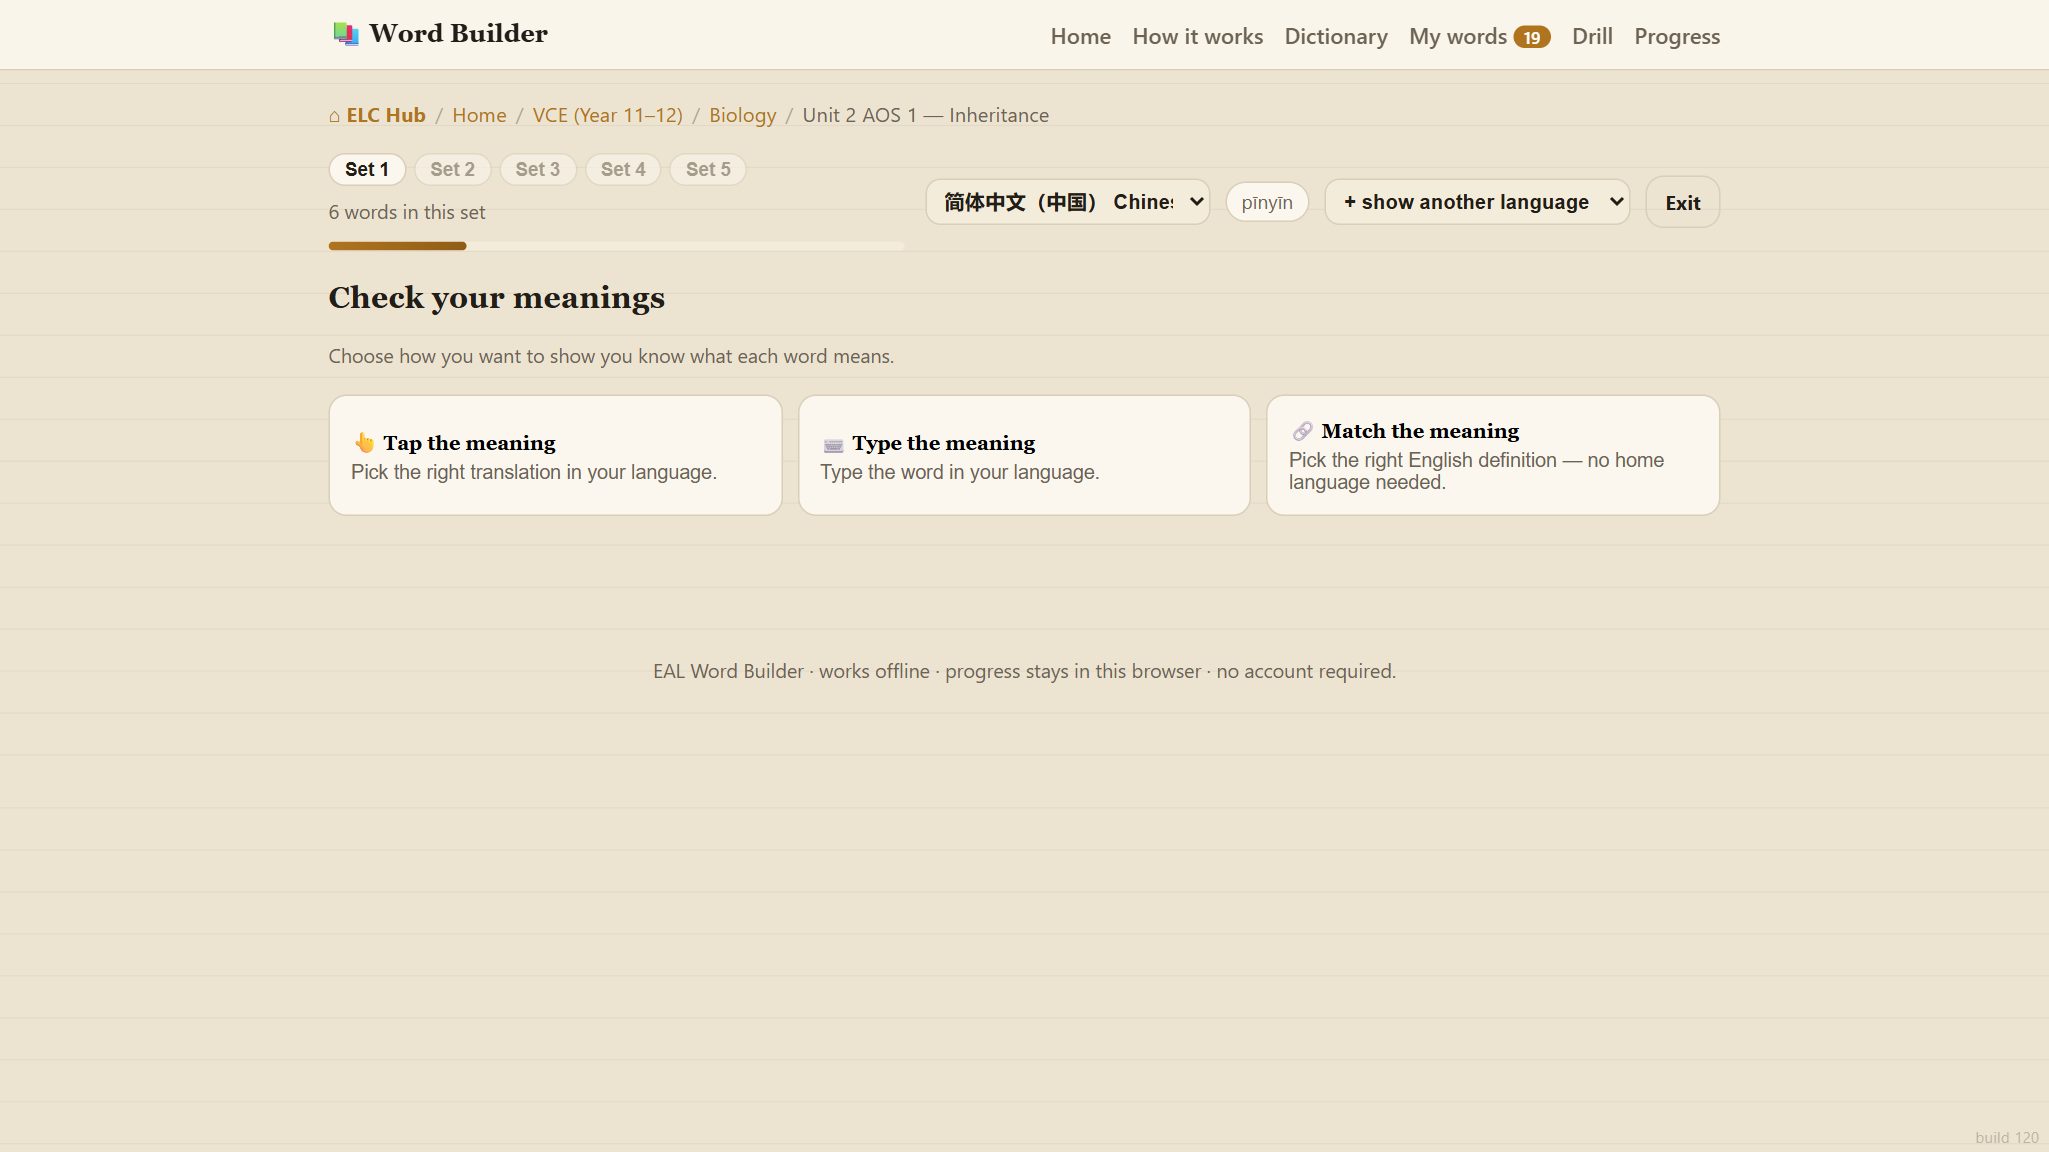 Word Builder
Home How it works Dictionary My words 19 Drill Progress
⌂ ELC Hub / Home / VCE (Year 11–12) / Biology / Unit 2 AOS 1 — Inheritance
Set 1 Set 2 Set 3 Set 4 Set 5
6 words in this set
简体中文（中国） Chine
pīnyīn
+ show another language
Exit
Check your meanings
Choose how you want to show you know what each word means.
Tap the meaning
Pick the right translation in your language.
Type the meaning
Type the word in your language.
Match the meaning
Pick the right English definition — no home
language needed.
EAL Word Builder · works offline · progress stays in this browser · no account required.
build 120